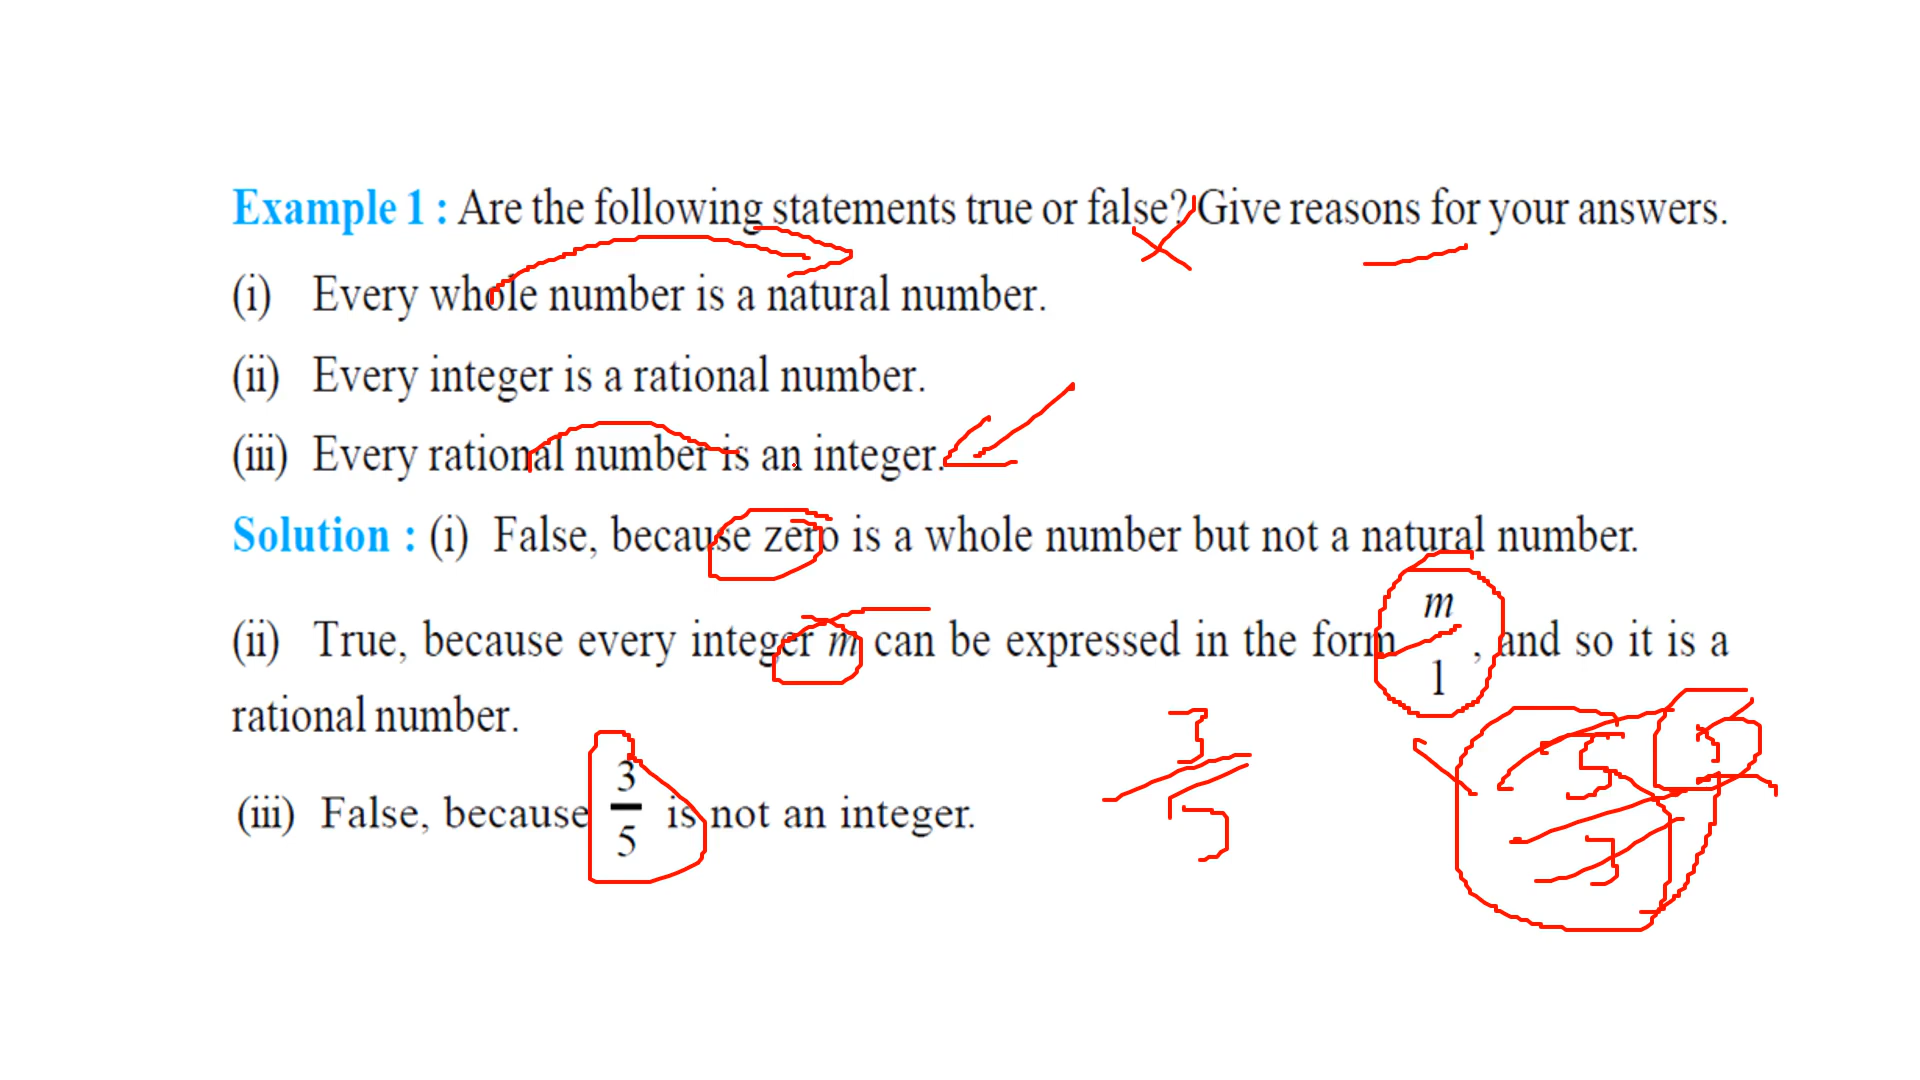 Example 1 : Are the following statements true or false? Give reasons for your answers.
(i) Every whole number is a natural number.
(ii) Every integer is a rational number.
(iii) Every rational number is an integer.
Solution : (i) False, because zero is a whole number but not a natural number.
(ii) True, because every integer m can be expressed in the form m/1, and so it is a
rational number.
(iii) False, because 3/5 is not an integer.
3
5